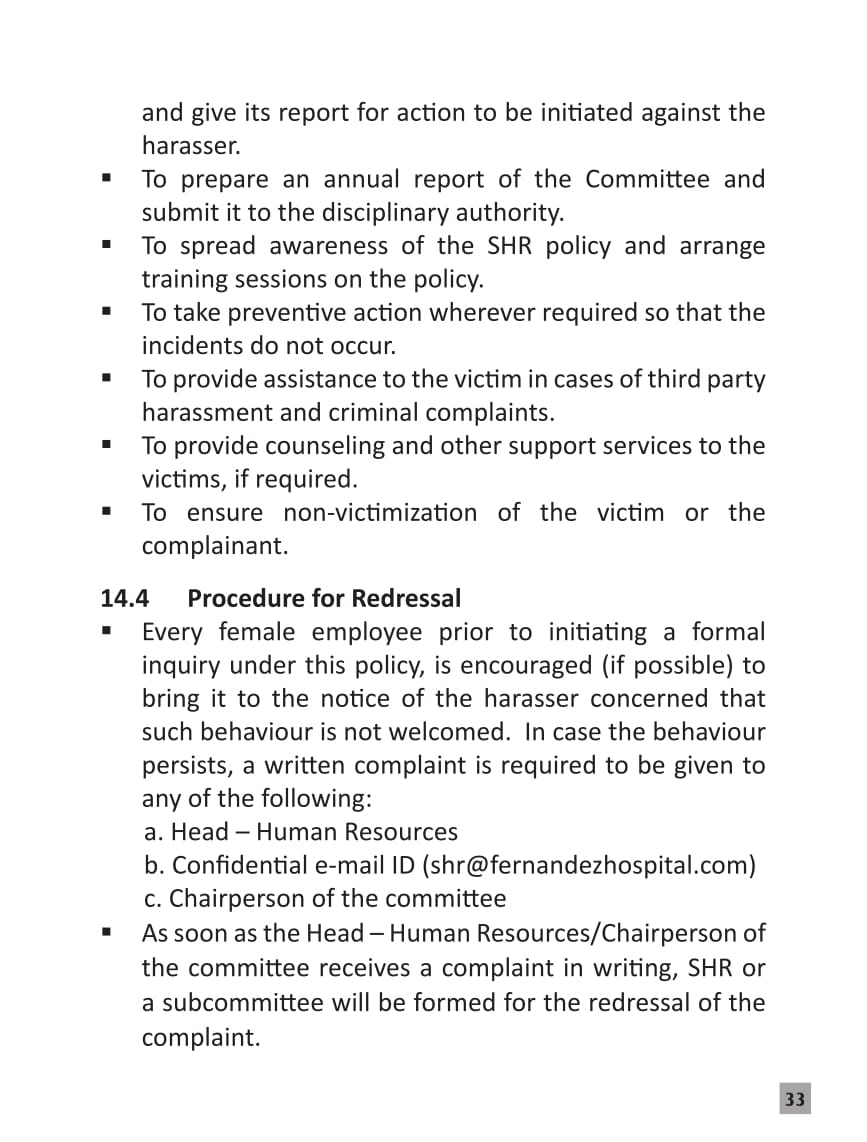 and give its report for action to be initiated against the
harasser.
▪ To prepare an annual report of the Committee and
submit it to the disciplinary authority.
▪ To spread awareness of the SHR policy and arrange
training sessions on the policy.
▪ To take preventive action wherever required so that the
incidents do not occur.
▪ To provide assistance to the victim in cases of third party
harassment and criminal complaints.
▪ To provide counseling and other support services to the
victims, if required.
▪ To ensure non-victimization of the victim or the
complainant.
14.4 Procedure for Redressal
▪ Every female employee prior to initiating a formal
inquiry under this policy, is encouraged (if possible) to
bring it to the notice of the harasser concerned that
such behaviour is not welcomed. In case the behaviour
persists, a written complaint is required to be given to
any of the following:
a. Head – Human Resources
b. Confidential e-mail ID (shr@fernandezhospital.com)
c. Chairperson of the committee
▪ As soon as the Head – Human Resources/Chairperson of
the committee receives a complaint in writing, SHR or
a subcommittee will be formed for the redressal of the
complaint.
33